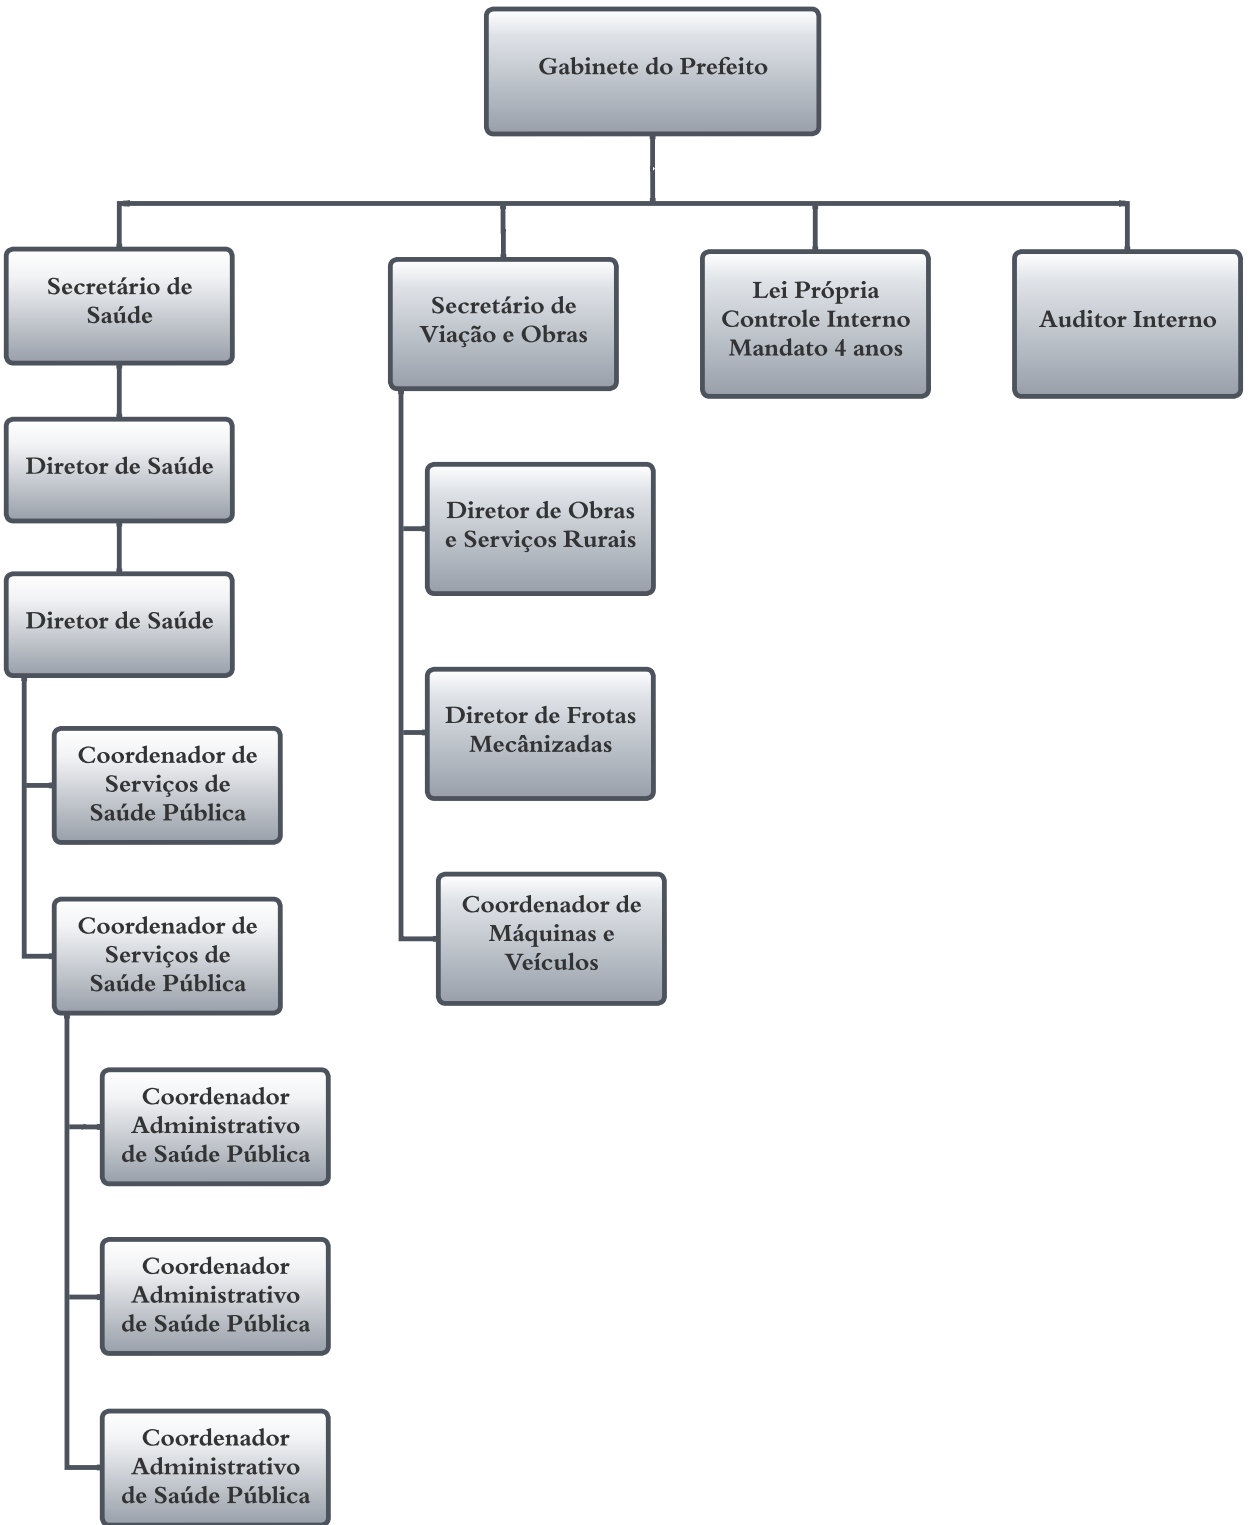 Gabinete do Prefeito
Secretário de
Saúde
Secretário de
Viação e Obras
Lei Própria
Controle Interno
Mandato 4 anos
Auditor Interno
Diretor de Saúde
Diretor de Saúde
Coordenador de
Serviços de
Saúde Pública
Coordenador de
Serviços de
Saúde Pública
Coordenador
Administrativo
de Saúde Pública
Coordenador
Administrativo
de Saúde Pública
Coordenador
Administrativo
de Saúde Pública
Diretor de Obras
e Serviços Rurais
Diretor de Frotas
Mecânizadas
Coordenador de
Máquinas e
Veículos